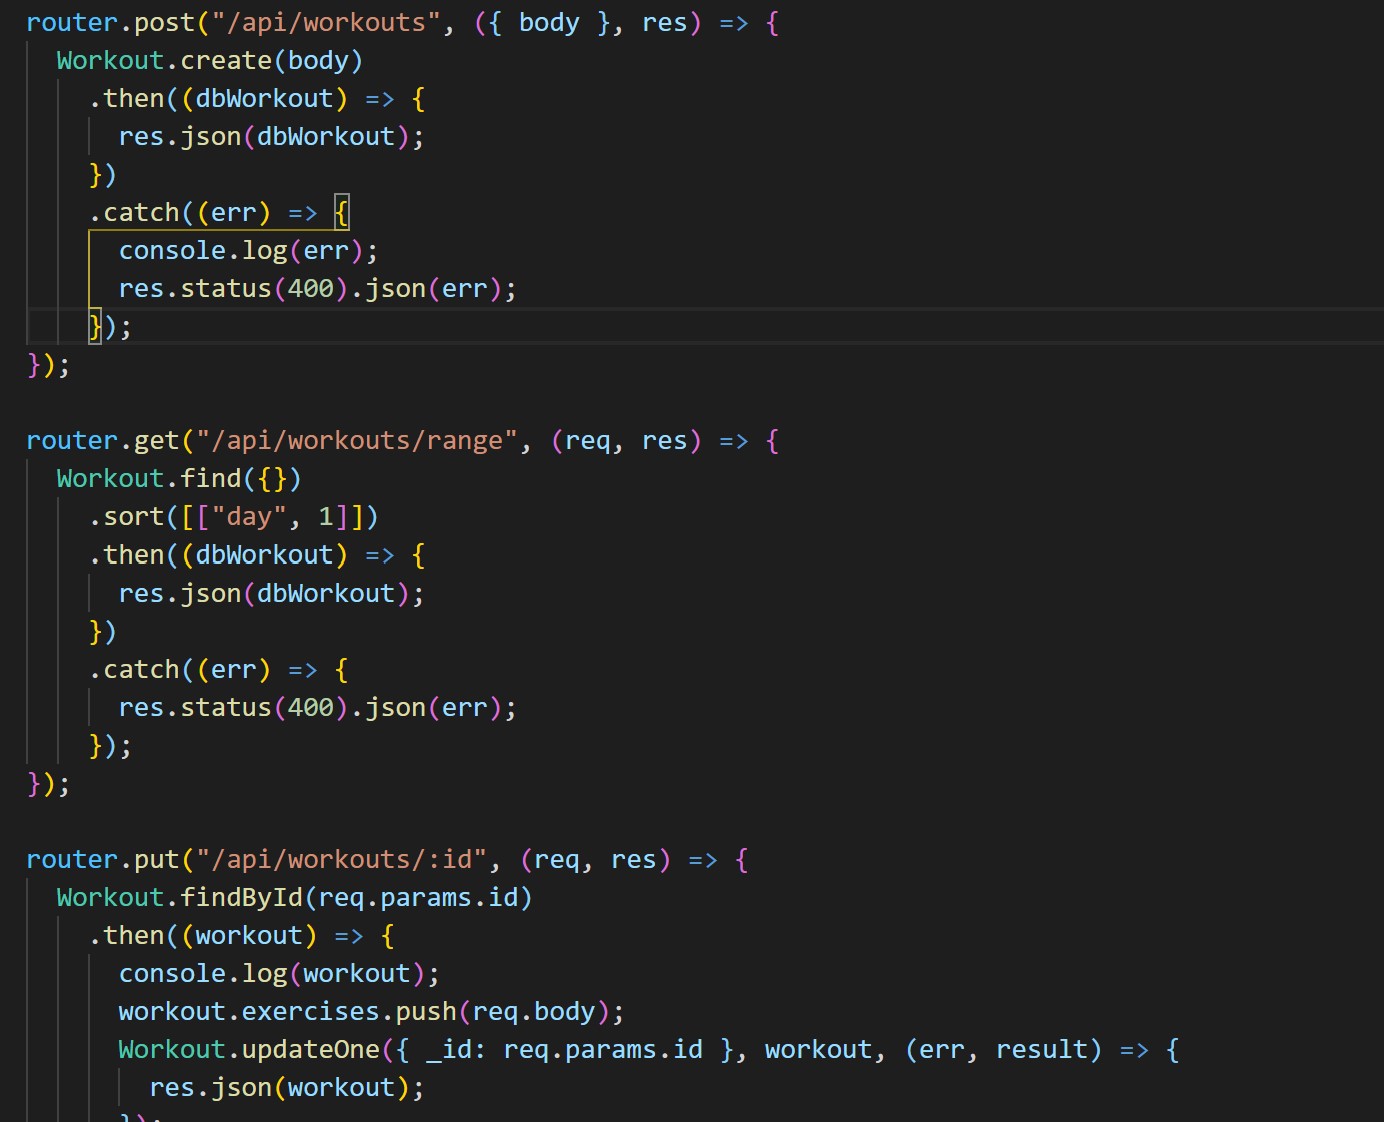 router.post("/api/workouts", ({ body }, res) => {
  Workout.create(body)
    .then((dbWorkout) => {
      res.json(dbWorkout);
    })
    .catch((err) => {
      console.log(err);
      res.status(400).json(err);
    });
});

router.get("/api/workouts/range", (req, res) => {
  Workout.find({})
    .sort([["day", 1]])
    .then((dbWorkout) => {
      res.json(dbWorkout);
    })
    .catch((err) => {
      res.status(400).json(err);
    });
});

router.put("/api/workouts/:id", (req, res) => {
  Workout.findById(req.params.id)
    .then((workout) => {
      console.log(workout);
      workout.exercises.push(req.body);
      Workout.updateOne({ _id: req.params.id }, workout, (err, result) => {
        res.json(workout);
      });